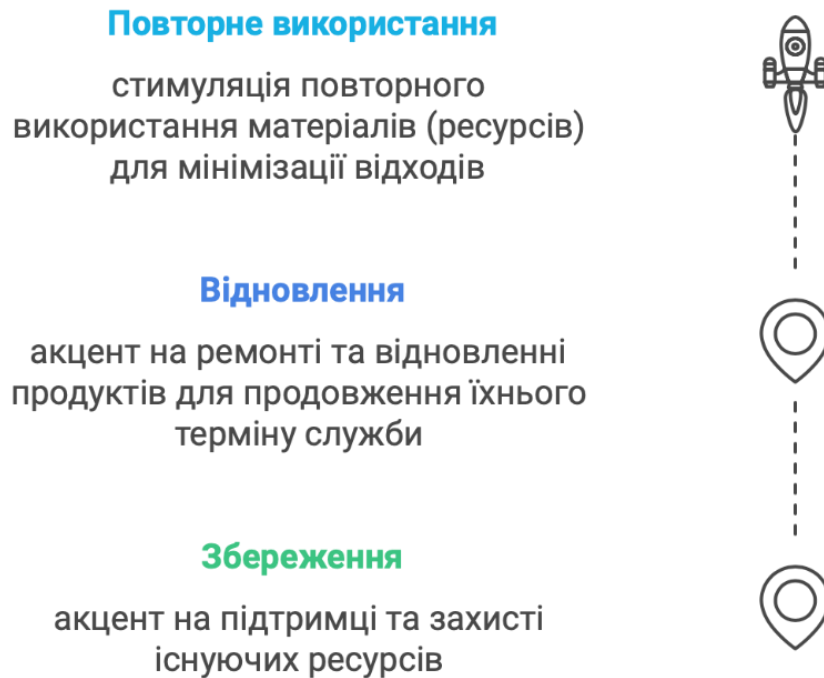 Повторне використання
стимуляція повторного
використання матеріалів (ресурсів)
для мінімізації відходів
Відновлення
акцент на ремонті та відновленні
продуктів для продовження їхнього
терміну служби
Збереження
акцент на підтримці та захисті
існуючих ресурсів